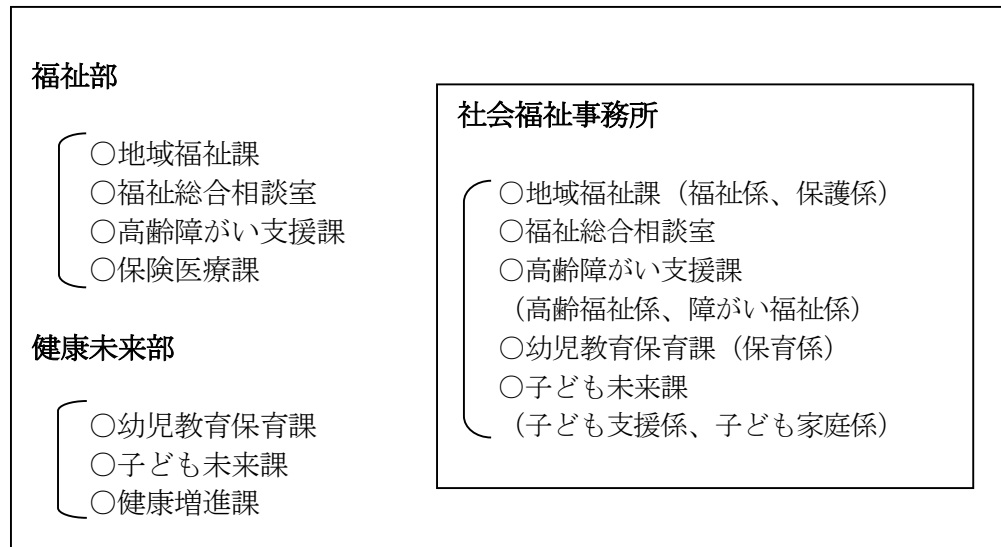 福祉部
○地域福祉課
○福祉総合相談室
○高齢障がい支援課
○保険医療課
健康未来部
○幼児教育保育課
○子ども未来課
○健康増進課
社会福祉事務所
○地域福祉課（福祉係、保護係）
○福祉総合相談室
○高齢障がい支援課
（高齢福祉係、障がい福祉係）
○幼児教育保育課（保育係）
○子ども未来課
（子ども支援係、子ども家庭係）